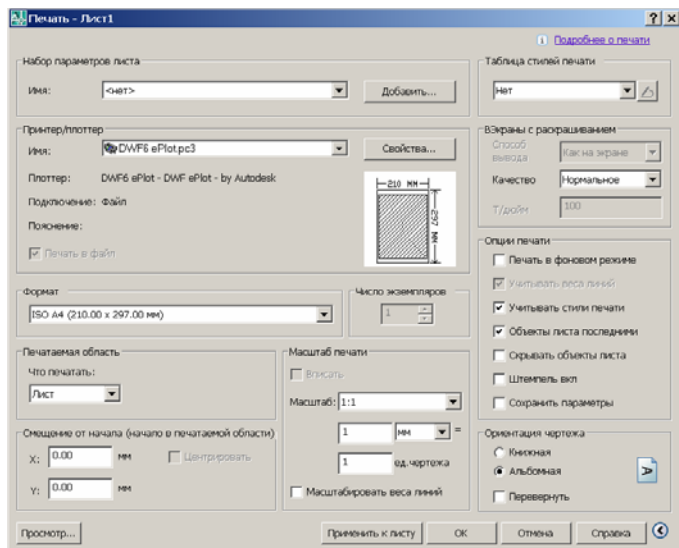 Печать - Лист1
Подробнее о печати
Набор параметров листа
Имя:
<нет>
Добавить...
Таблица стилей печати
Нет
Принтер/плоттер
Имя:
DWF6 ePlot.pc3
Свойства...
Плоттер:
DWF6 ePlot - DWF ePlot - by Autodesk
Подключение:
Файл
Пояснение:
Печать в файл
210 MM
297 MM
ВЭкраны с раскрашиванием
Способ вывода
Как на экране
Качество
Нормальное
Т/дюйм
100
Формат
ISO A4 (210.00 x 297.00 мм)
Число экземпляров
1
Опции печати
Печать в фоновом режиме
Учитывать веса линий
Учитывать стили печати
Объекты листа последними
Скрывать объекты листа
Штемпель вкл
Сохранить параметры
Печатаемая область
Что печатать:
Лист
Масштаб печати
Вписать
Масштаб:
1:1
1
мм
=
1
ед.чертежа
Масштабировать веса линий
Смещение от начала (начало в печатаемой области)
X:
0.00
мм
Центрировать
Y:
0.00
мм
Ориентация чертежа
Книжная
Альбомная
Перевернуть
A
Просмотр...
Применить к листу
ОК
Отмена
Справка